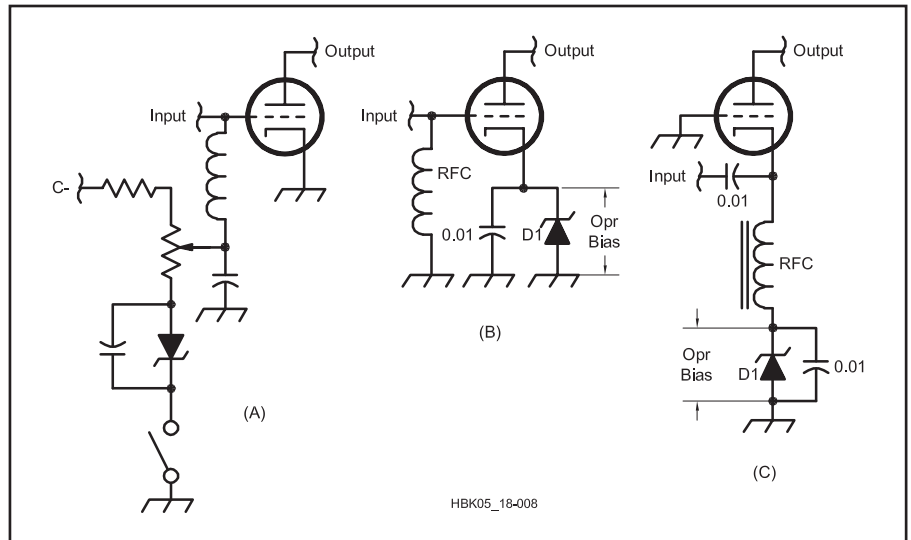 Output
Input
C-
(A)
Output
Input
RFC
0.01
D1
Opr
Bias
(B)
Output
Input
0.01
RFC
Opr
Bias
D1
0.01
(C)
HBK05_18-008